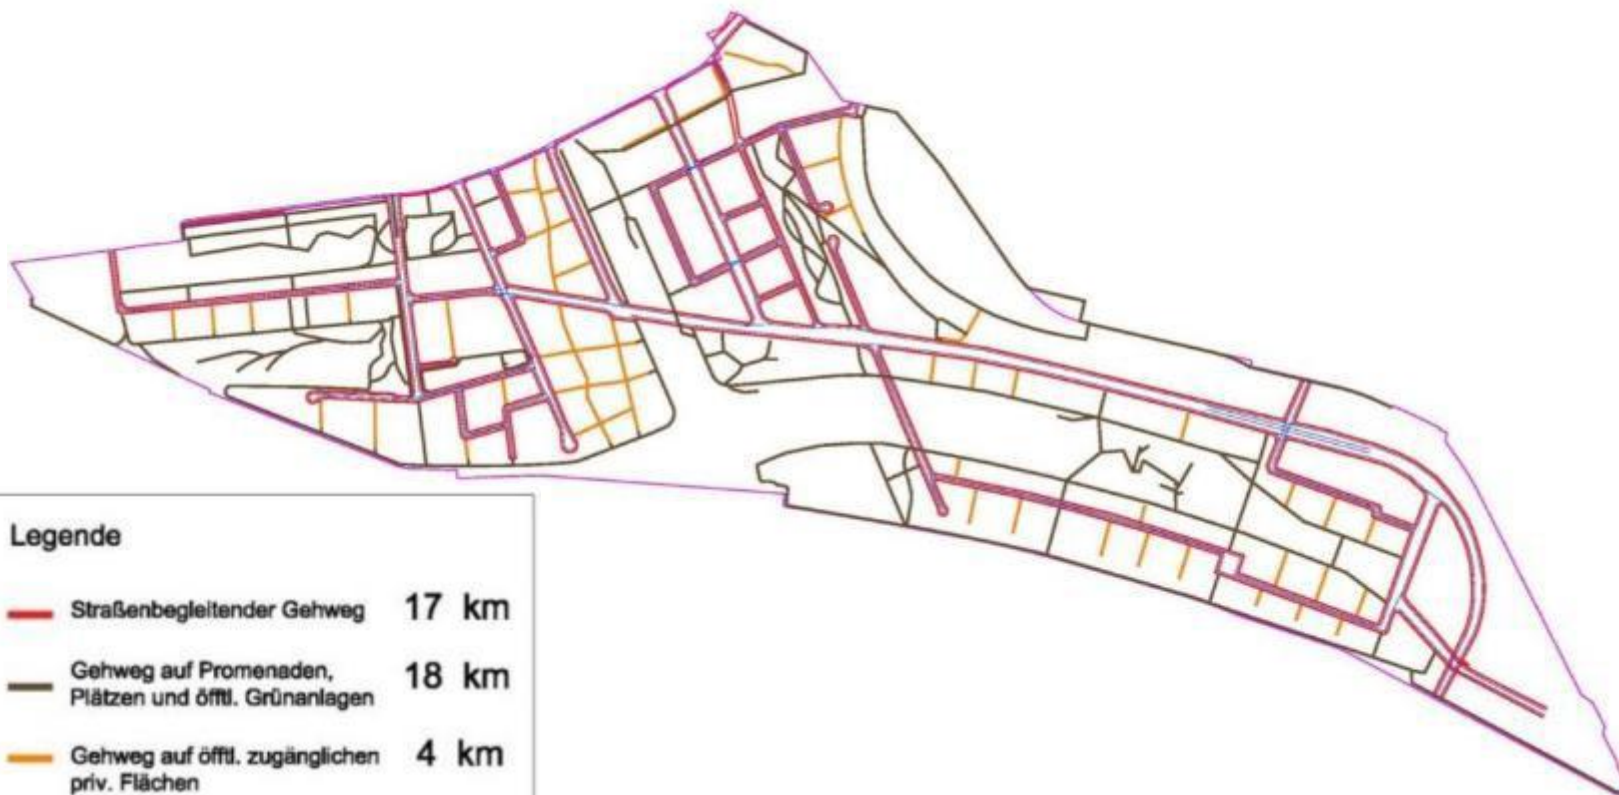 Legende
Straßenbegleitender Gehweg 17 km
Gehweg auf Promenaden,
Plätzen und öfftl. Grünanlagen 18 km
Gehweg auf öfftl. zugänglichen
priv. Flächen 4 km